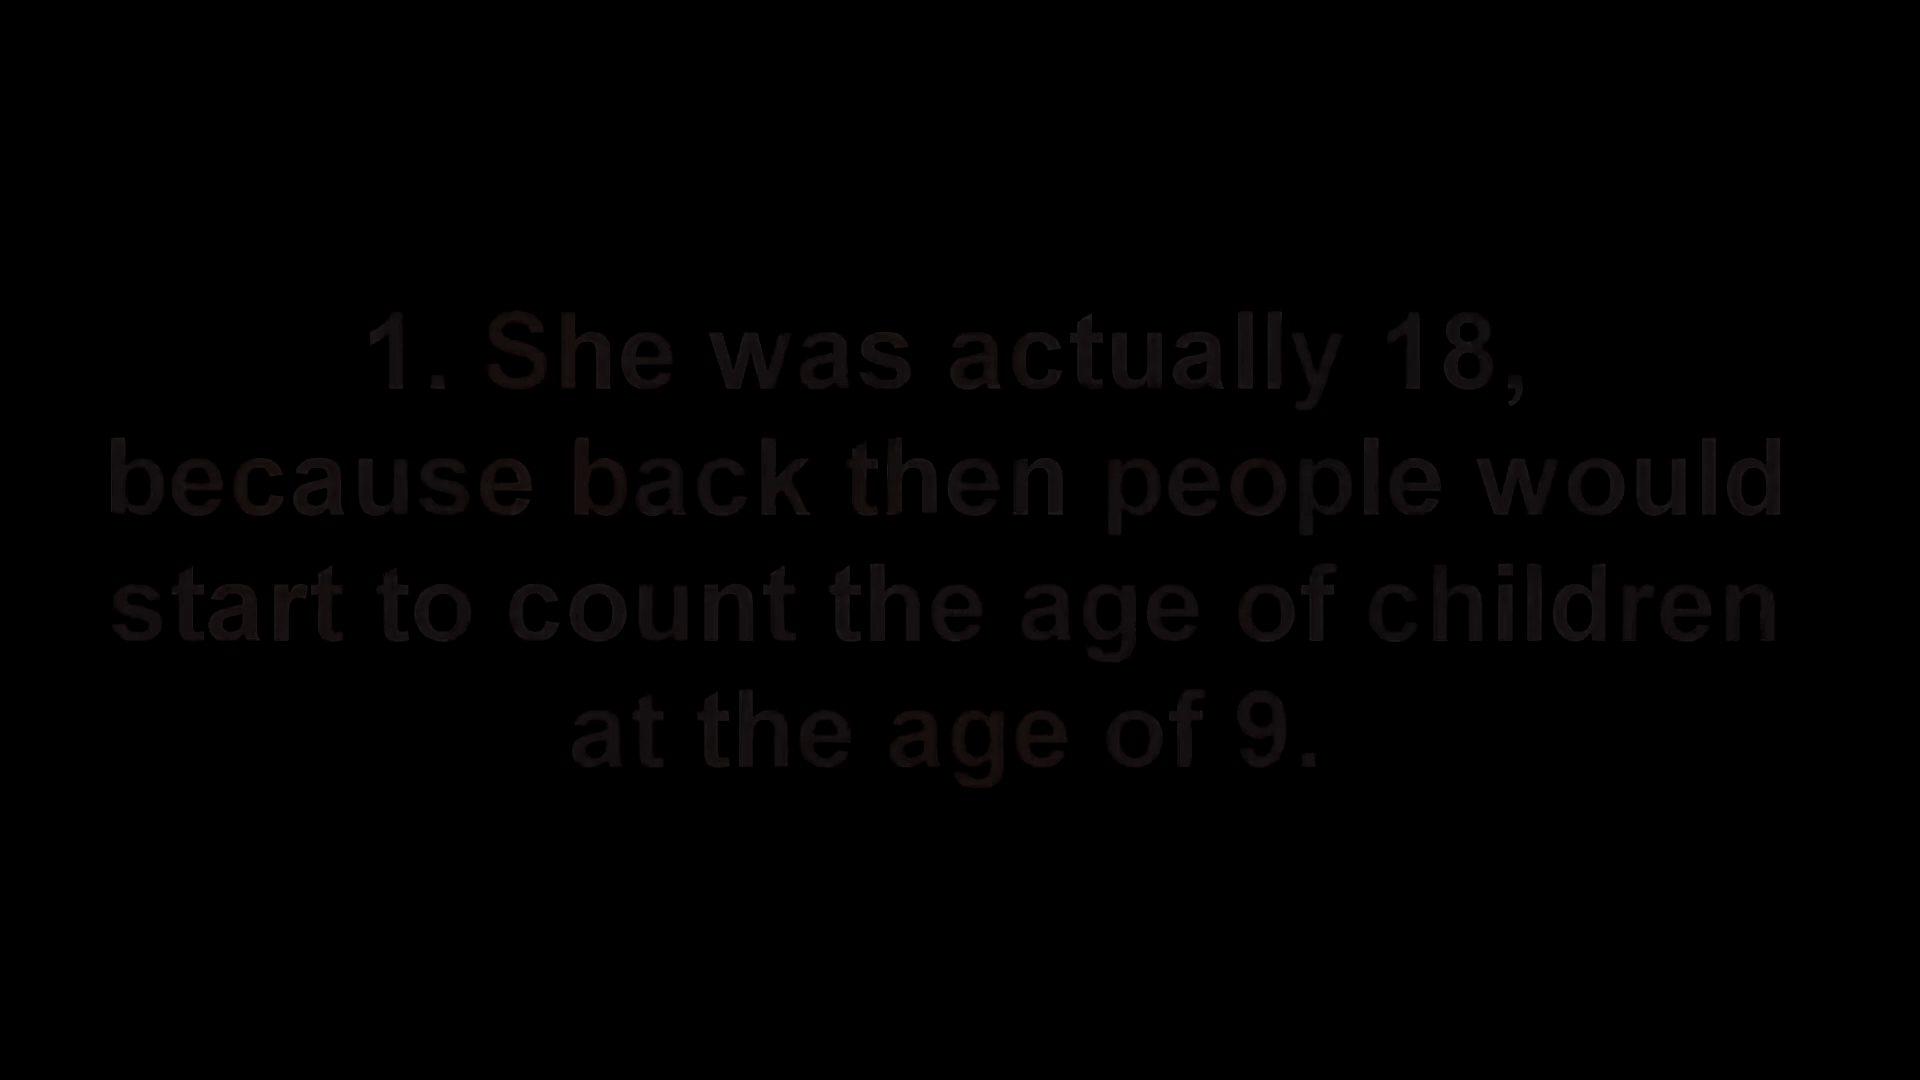 1. She was actually 18,
because back then people would
start to count the age of children
at the age of 9.